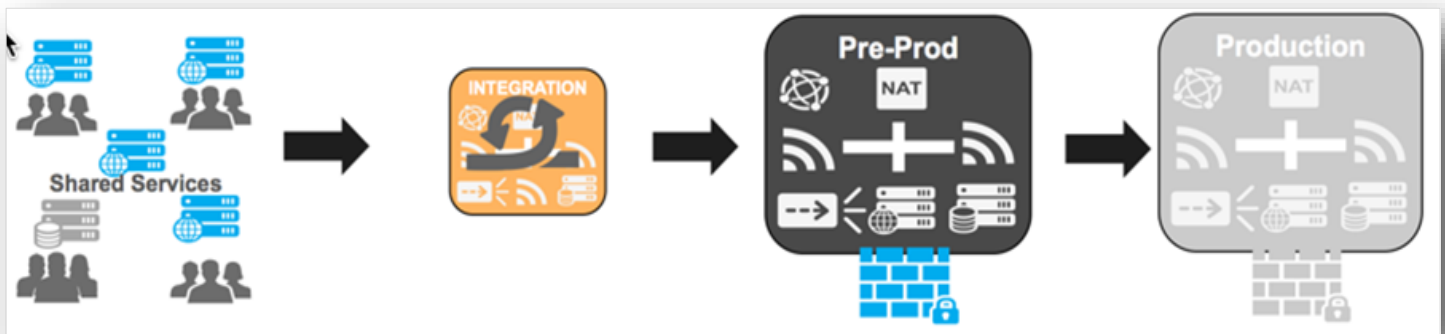 Shared Services
INTEGRATION
Pre-Prod
NAT
Production
NAT